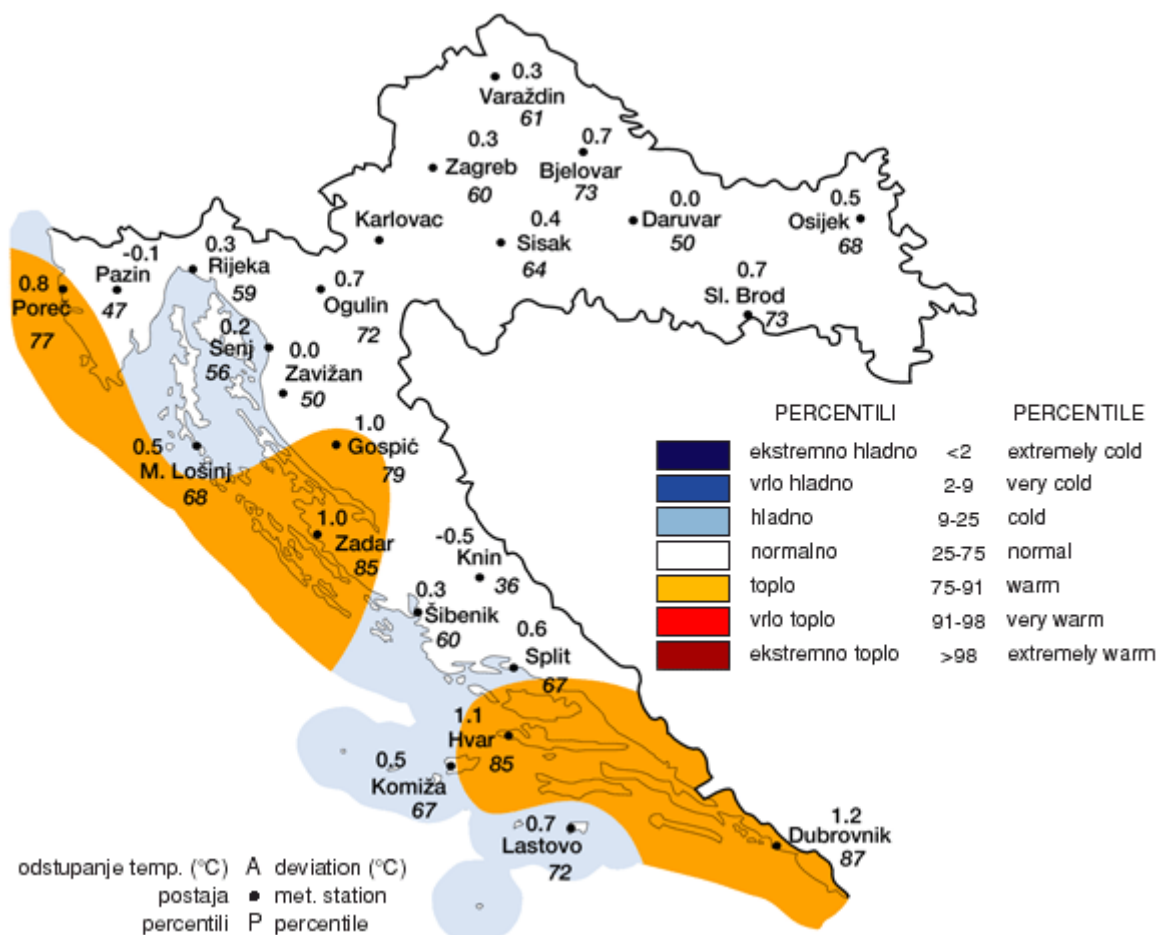 0.3
Varaždin
61
0.3
Zagreb
60
0.7
Bjelovar
73
0.0
Daruvar
50
0.5
Osijek
68
Karlovac
0.4
Sisak
64
0.7
Sl. Brod
73
-0.1
Pazin
47
0.3
Rijeka
59
0.8
Poreč
77
0.7
Ogulin
72
0.2
Senj
56
0.0
Zavižan
50
1.0
Gospić
79
0.5
M. Lošinj
68
1.0
Zadar
85
-0.5
Knin
36
0.3
Šibenik
60
0.6
Split
67
1.1
Hvar
85
0.5
Komiža
67
0.7
Lastovo
72
1.2
Dubrovnik
87
PERCENTILI PERCENTILE
ekstremno hladno <2 extremely cold
vrlo hladno 2-9 very cold
hladno 9-25 cold
normalno 25-75 normal
toplo 75-91 warm
vrlo toplo 91-98 very warm
ekstremno toplo >98 extremely warm
odstupanje temp. (°C) A deviation (°C)
postaja ● met. station
percentili P percentile